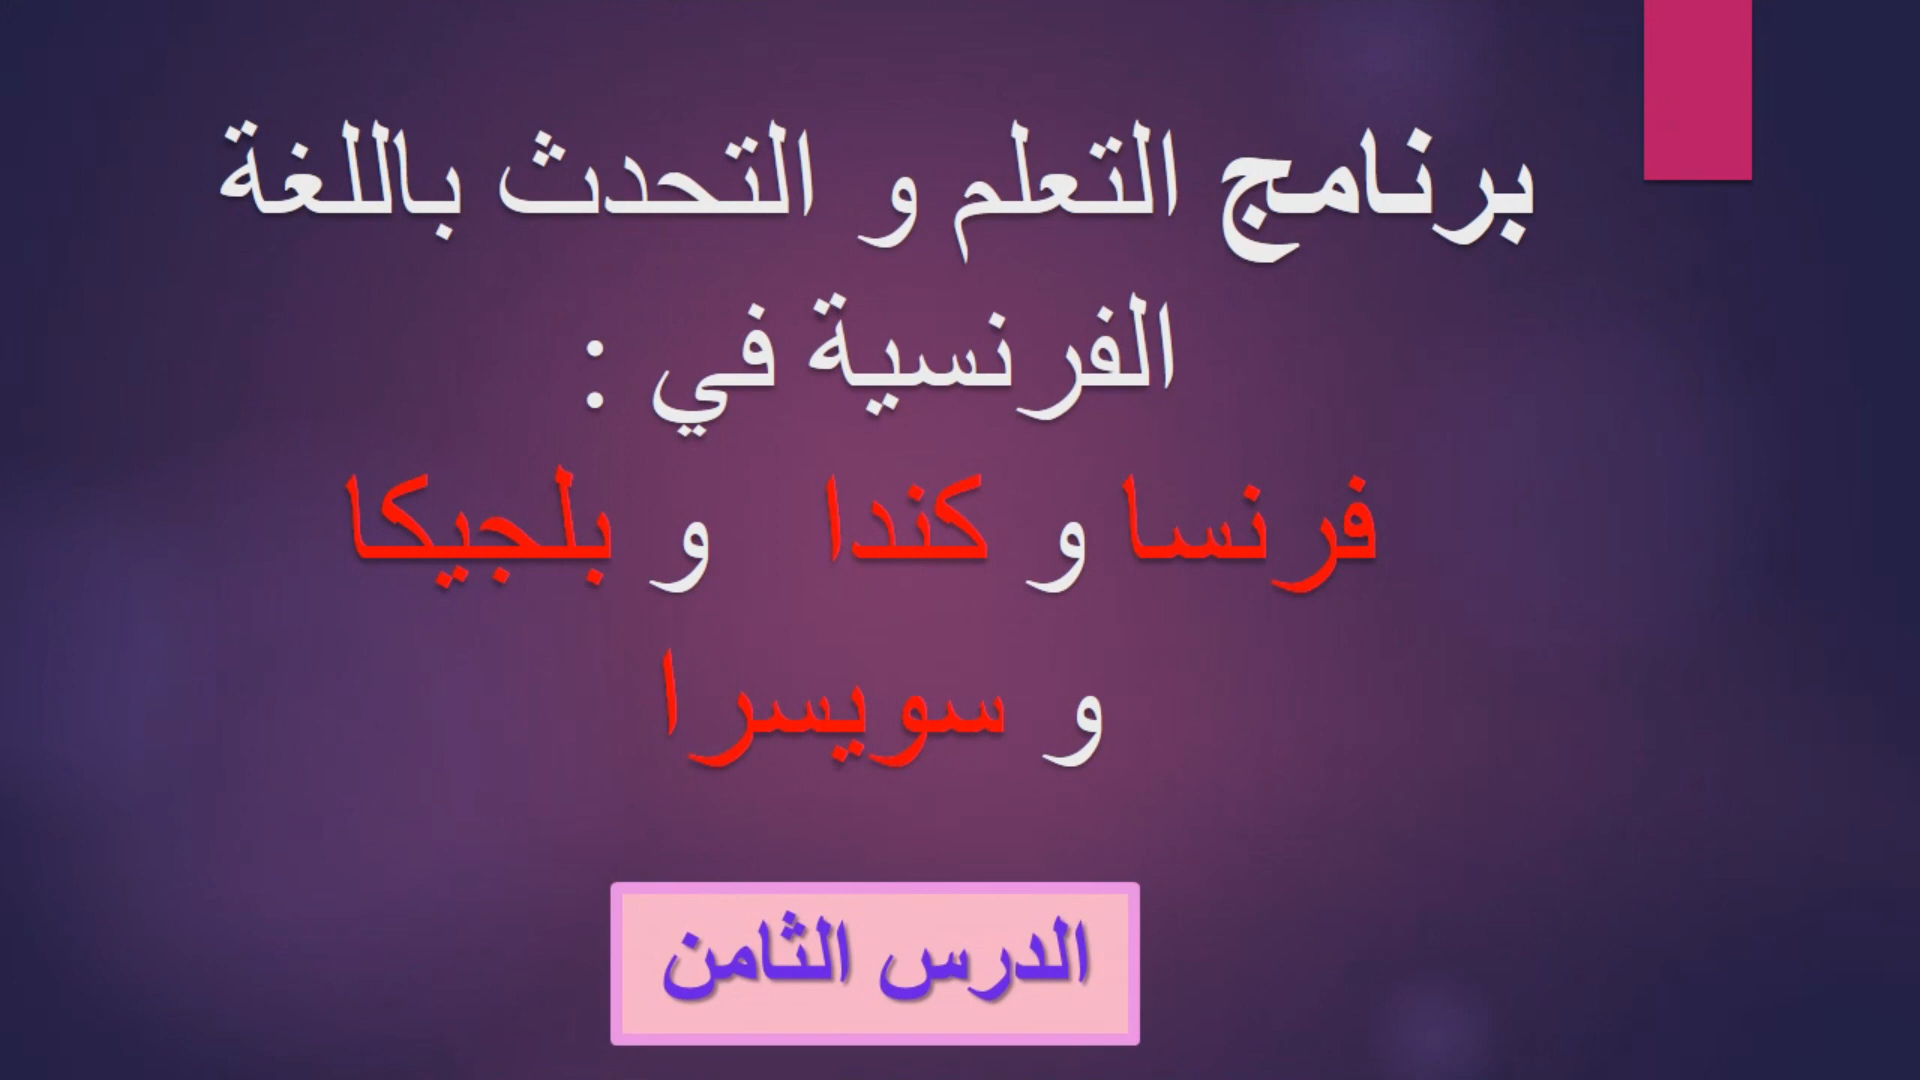 برنامج التعلم و التحدث باللغة
الفرنسية في :
فرنسا و كندا و بلجيكا
و سويسرا
الدرس الثامن